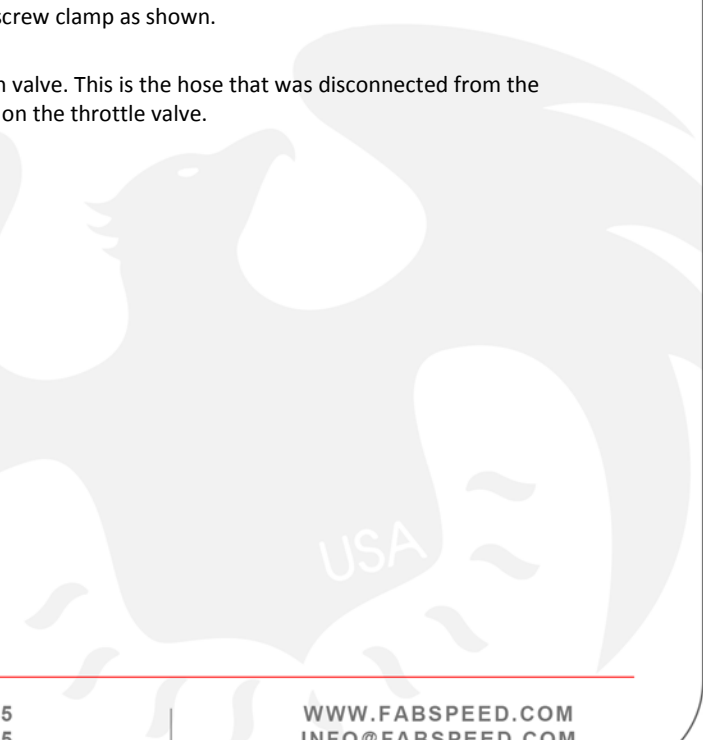 screw clamp as shown.
valve. This is the hose that was disconnected from the
on the throttle valve.
USA
5
WWW.FABSPEED.COM
5
INFO@FABSPEED.COM